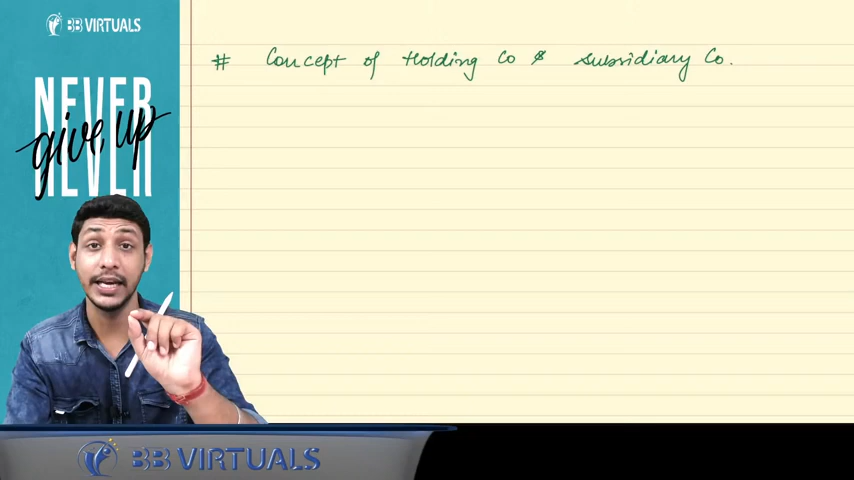 BB VIRTUALS
# Concept of Holding Co & Subsidiary Co.
NEVER
give up
NEVER
BB VIRTUALS